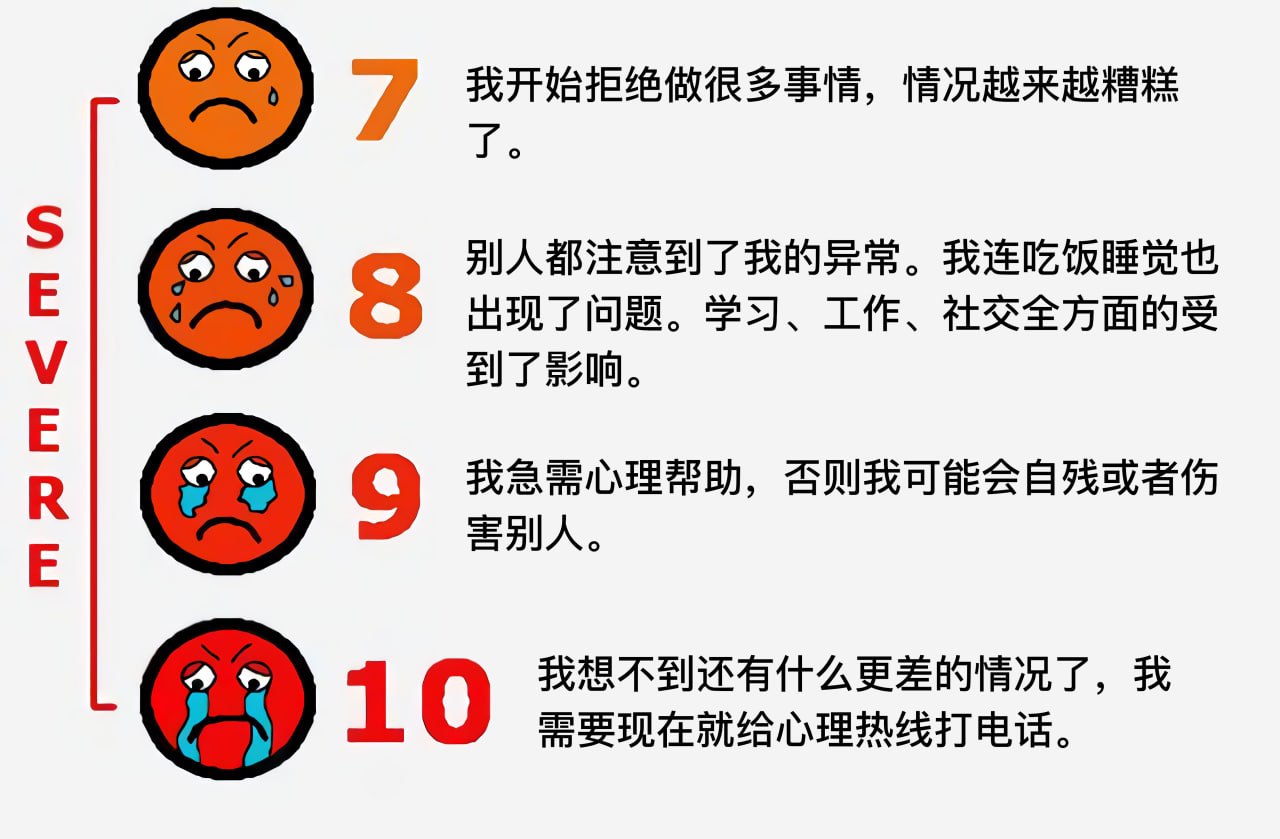 SEVERE
7
我开始拒绝做很多事情，情况越来越糟糕
了。
8
别人都注意到了我的异常。我连吃饭睡觉也
出现了问题。学习、工作、社交全方面的受
到了影响。
9
我急需心理帮助，否则我可能会自残或者伤
害别人。
10
我想不到还有什么更差的情况了，我
需要现在就给心理热线打电话。